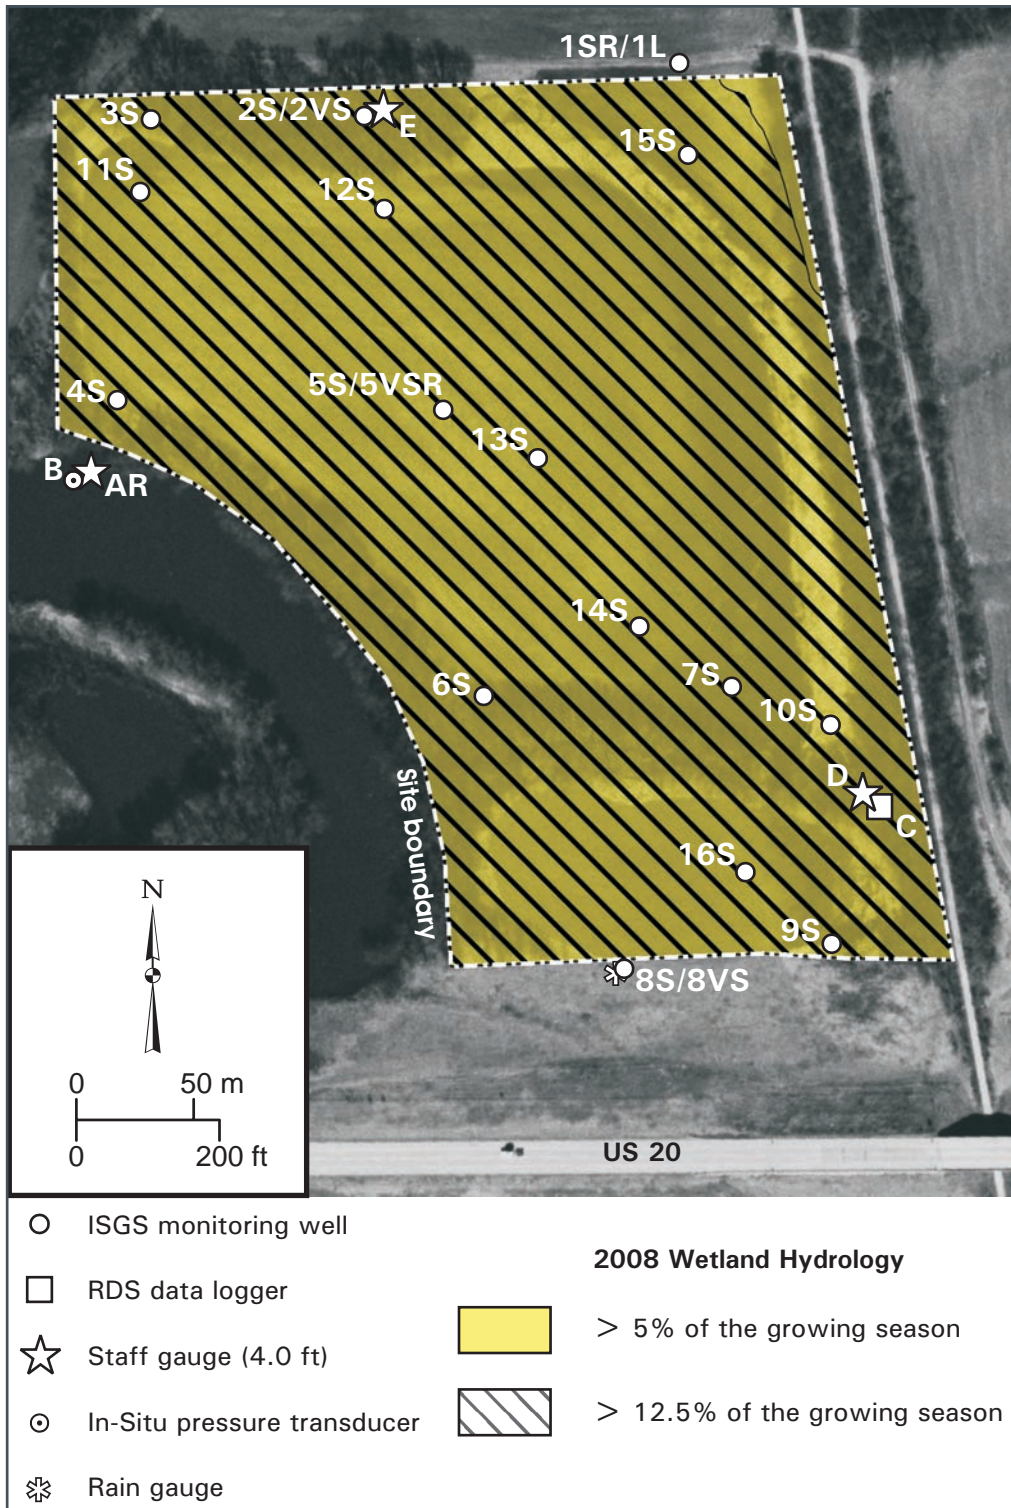 1SR/1L
3S
2S/2VS
E
15S
11S
12S
4S
5S/5VSR
13S
B
AR
14S
6S
7S
10S
D
C
Site boundary
16S
9S
8S/8VS
N
0 50 m
0 200 ft
US 20
ISGS monitoring well
RDS data logger
Staff gauge (4.0 ft)
In-Situ pressure transducer
Rain gauge
2008 Wetland Hydrology
> 5% of the growing season
> 12.5% of the growing season